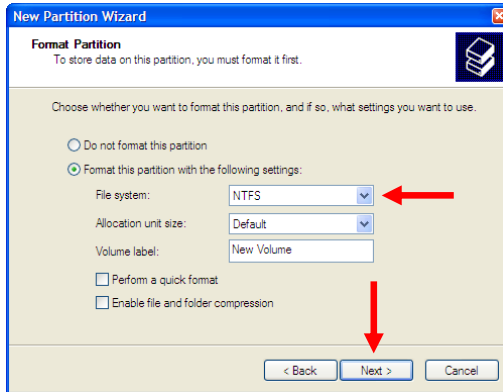 New Partition Wizard
Format Partition
To store data on this partition, you must format it first.
Choose whether you want to format this partition, and if so, what settings you want to use.
Do not format this partition
Format this partition with the following settings:
File system: NTFS
Allocation unit size: Default
Volume label: New Volume
Perform a quick format
Enable file and folder compression
< Back Next > Cancel